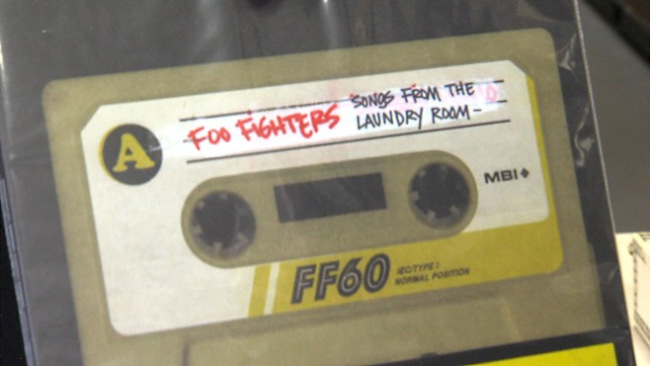 SONGS FROM THE
FOO FIGHTERS LAUNDRY ROOM -
A
MBI
FF60
IEC/TYPE I
NORMAL POSITION